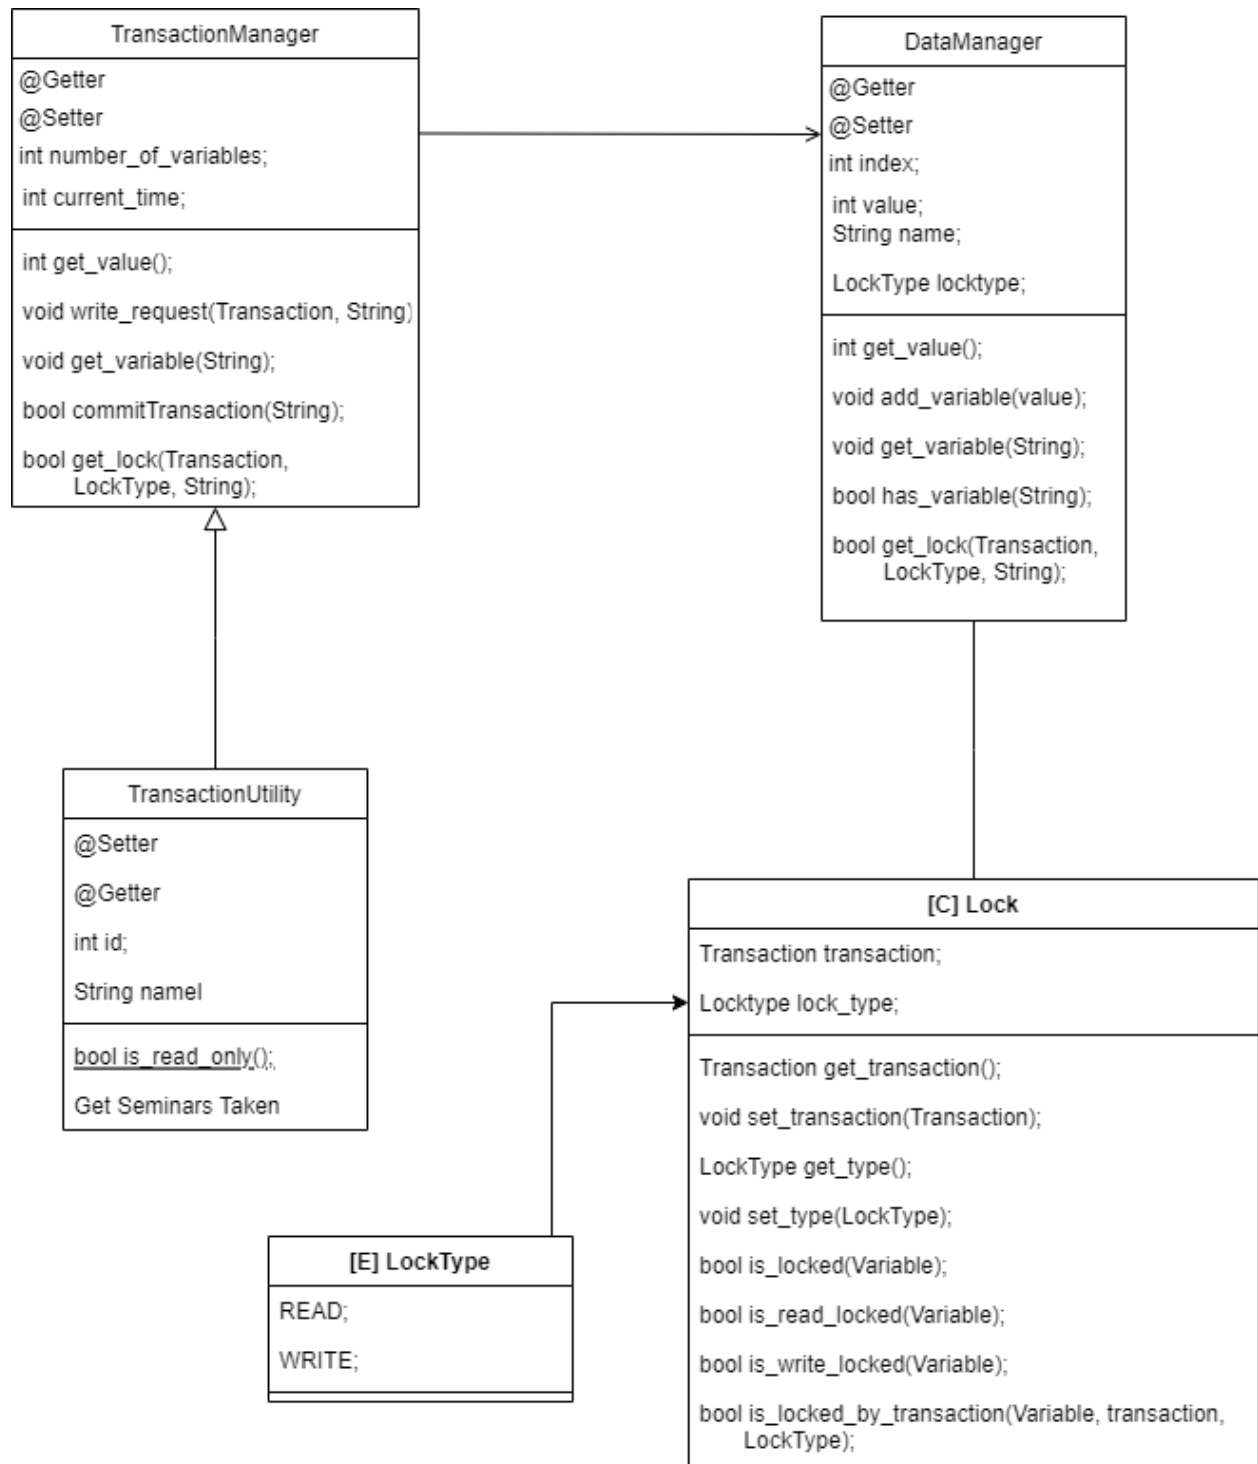 TransactionManager
@Getter
@Setter
int number_of_variables;
int current_time;
int get_value();
void write_request(Transaction, String)
void get_variable(String);
bool commitTransaction(String);
bool get_lock(Transaction,
LockType, String);
DataManager
@Getter
@Setter
int index;
int value;
String name;
LockType locktype;
int get_value();
void add_variable(value);
void get_variable(String);
bool has_variable(String);
bool get_lock(Transaction,
LockType, String);
TransactionUtility
@Setter
@Getter
int id;
String namel
bool is_read_only();
Get Seminars Taken
[C] Lock
Transaction transaction;
Locktype lock_type;
Transaction get_transaction();
void set_transaction(Transaction);
LockType get_type();
void set_type(LockType);
bool is_locked(Variable);
bool is_read_locked(Variable);
bool is_write_locked(Variable);
bool is_locked_by_transaction(Variable, transaction,
LockType);
[E] LockType
READ;
WRITE;